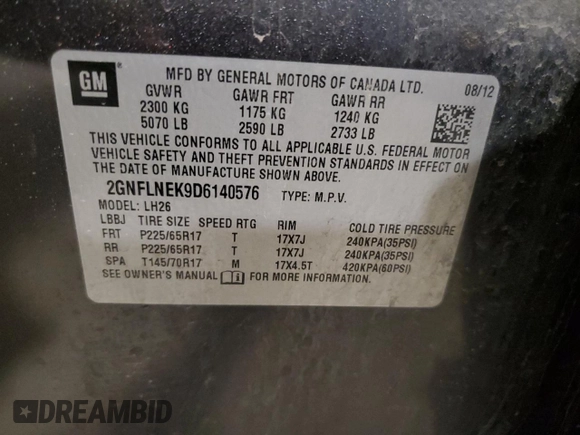 GM
MFD BY GENERAL MOTORS OF CANADA LTD.
08/12
GVWR GAWR FRT GAWR RR
2300 KG 1175 KG 1240 KG
5070 LB 2590 LB 2733 LB
THIS VEHICLE CONFORMS TO ALL APPLICABLE U.S. FEDERAL MOTOR
VEHICLE SAFETY AND THEFT PREVENTION STANDARDS IN EFFECT ON
THE DATE OF MANUFACTURE SHOWN ABOVE.
2GNFLNEK9D6140576 TYPE: M.P.V.
MODEL: LH26
LBBJ TIRE SIZE SPEED RTG RIM COLD TIRE PRESSURE
FRT P225/65R17 T 17X7J 240KPA(35PSI)
RR P225/65R17 T 17X7J 240KPA(35PSI)
SPA T145/70R17 M 17X4.5T 420KPA(60PSI)
SEE OWNER'S MANUAL FOR MORE INFORMATION.
DREAMBID